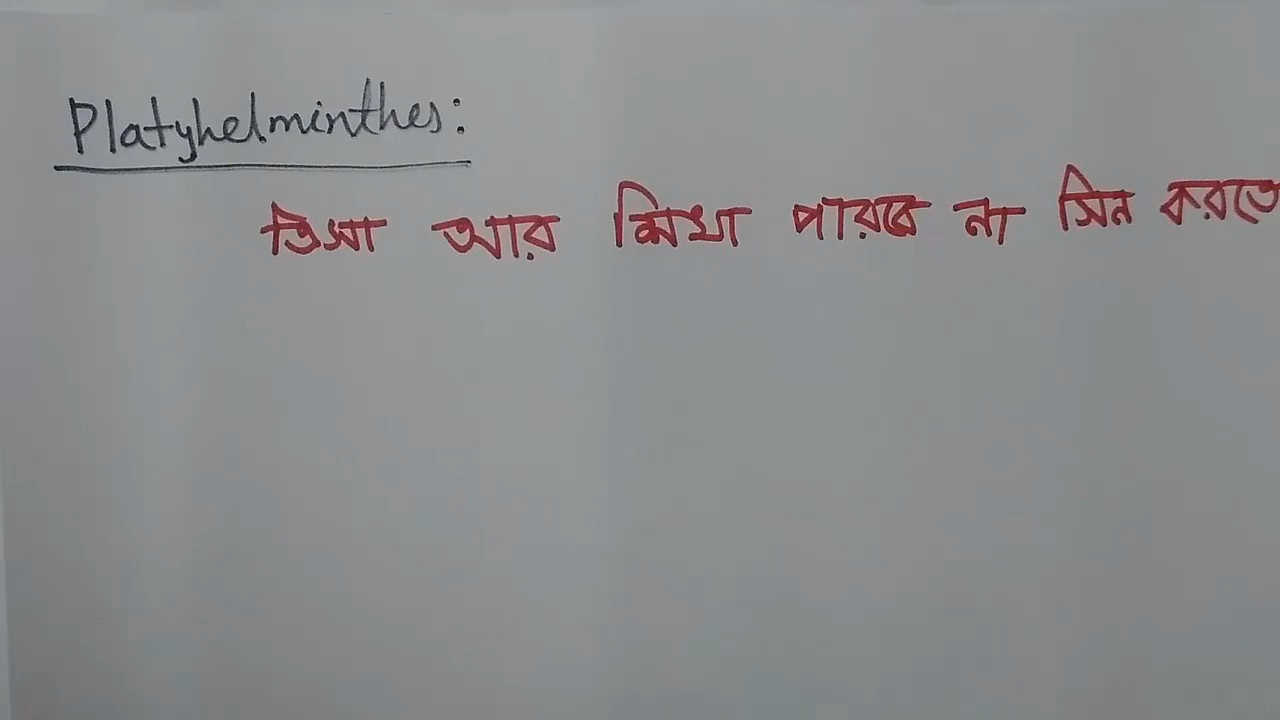 Platyhelminthes:
তিসা আর মিখা পারবে না সিন করতে